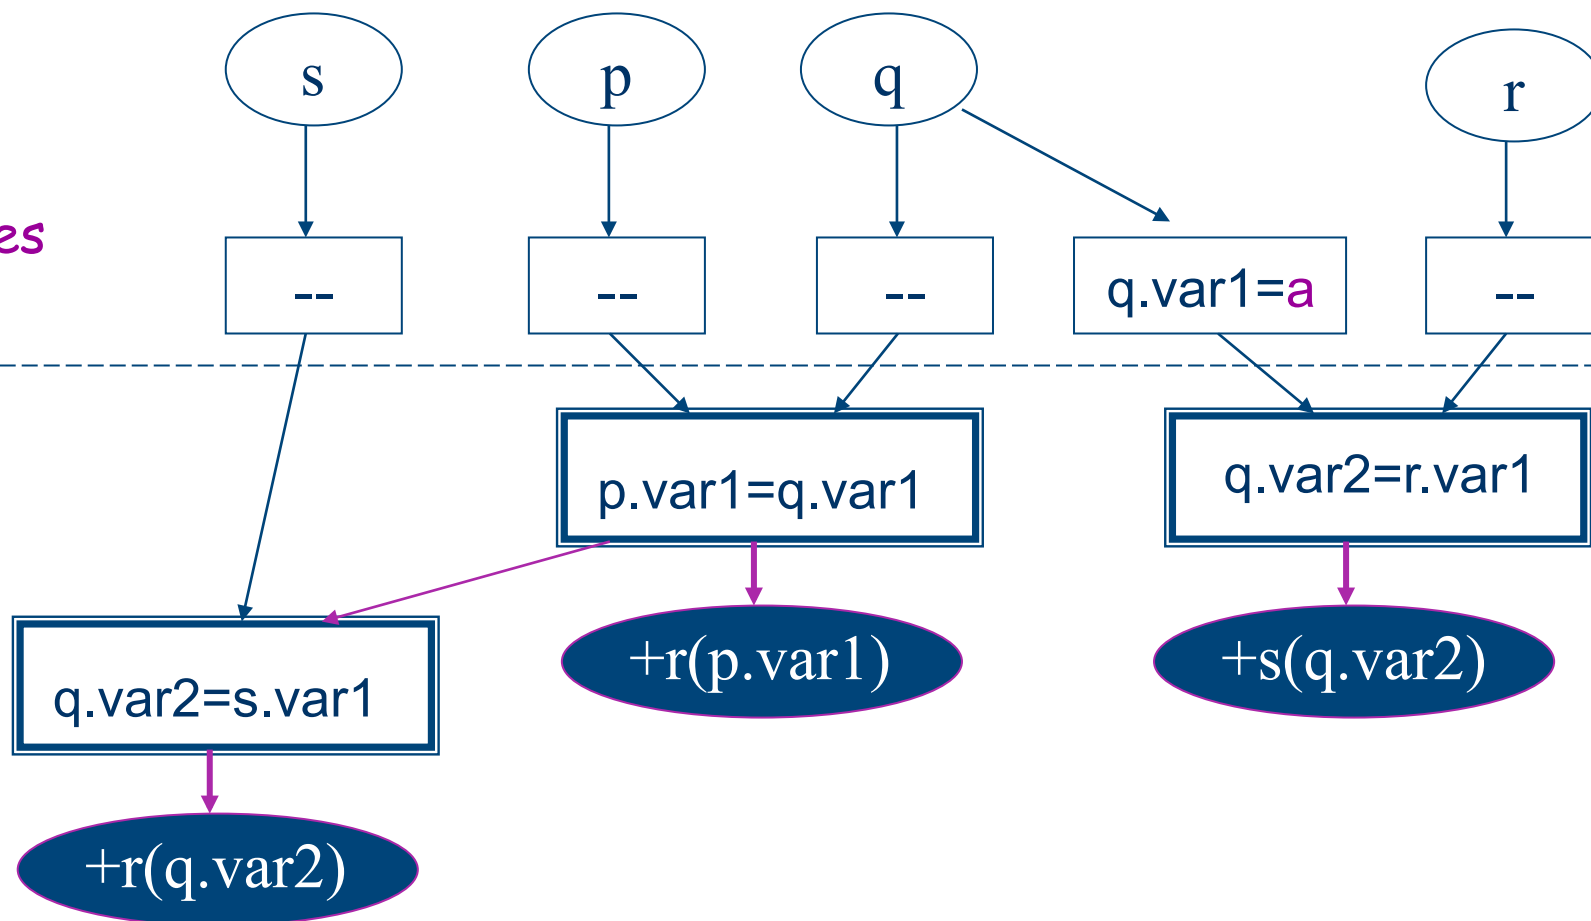 s
p
q
r
es
--
--
--
q.var1=a
--
p.var1=q.var1
q.var2=r.var1
+r(p.var1)
+s(q.var2)
q.var2=s.var1
+r(q.var2)